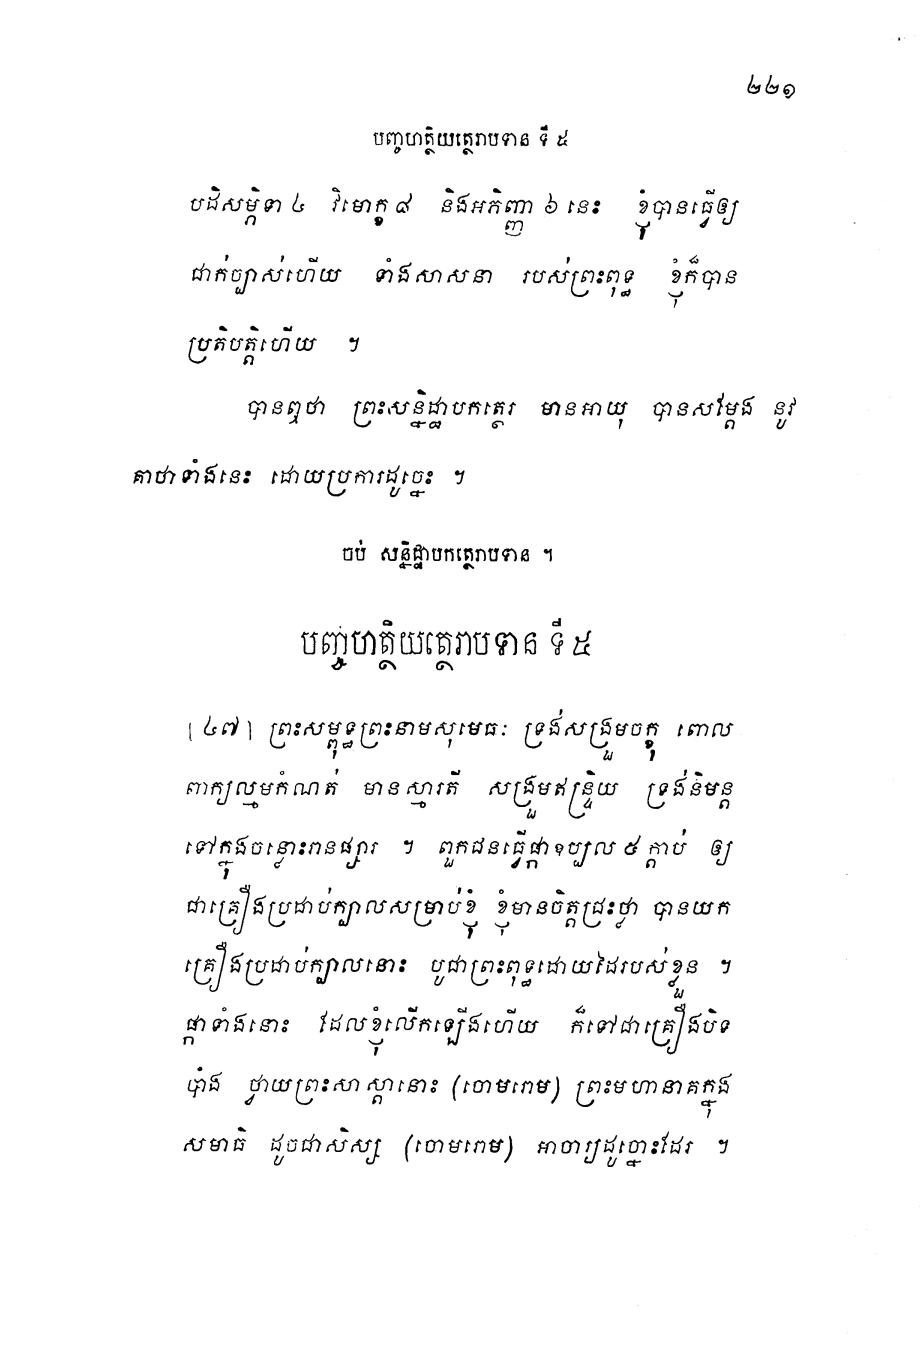 ២២១
បញ្ចហត្ថិយត្ថេរាបទាន ទី ៥
បដិសម្ភិទា ៤ វិមោក្ខ ៨ និងអភិញ្ញា ៦ នេះ ខ្ញុំបានធ្វើឲ្យ
ជាក់ច្បាស់ហើយ ទាំងសាសនា របស់ព្រះពុទ្ធ ខ្ញុំក៏បាន
ប្រតិបត្តិហើយ ។
បានឮថា ព្រះសន្និដ្ឋាបកត្ថេរ មានអាយុ បានសម្តែង នូវ
គាថាទាំងនេះ ដោយប្រការដូច្នេះ ។
ចប់ សន្និដ្ឋាបកត្ថេរាបទាន ។
បញ្ចហត្ថិយត្ថេរាបទាន ទី ៥
[៤៧] ព្រះសម្ពុទ្ធព្រះនាមសុមេធៈ ទ្រង់សង្រួមចក្ខុ ពោល
ពាក្យល្មមកំណត់ មានស្មារតី សង្រួមឥន្ទ្រិយ ទ្រង់និមន្ត
ទៅក្នុងចន្លោះរានផ្សារ ។ ពួកជនធ្វើផ្កាឧប្បល ៥ ក្តាប់ ឲ្យ
ជាគ្រឿងប្រដាប់ក្បាលសម្រាប់ខ្ញុំ ខ្ញុំមានចិត្តជ្រះថ្លា បានយក
គ្រឿងប្រដាប់ក្បាលនោះ បូជាព្រះពុទ្ធដោយដៃរបស់ខ្លួន ។
ផ្កាទាំងនោះ ដែលខ្ញុំលើកឡើងហើយ ក៏ទៅជាគ្រឿងបិទ
បាំង ថ្វាយព្រះសាស្តានោះ (ចោមរោម) ព្រះមហានាគក្នុង
សមាធិ ដូចជាសិស្ស (ចោមរោម) អាចារ្យដូច្នោះដែរ ។